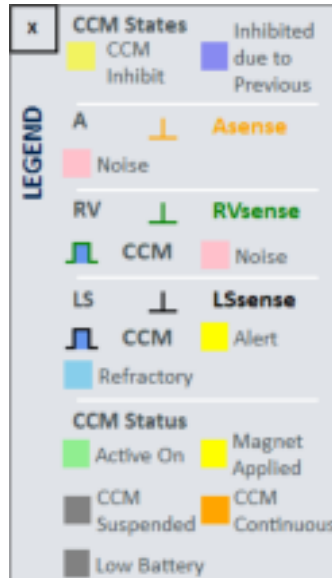 x
LEGEND
CCM States
CCM Inhibit
Inhibited due to Previous
A
Asense
Noise
RV
RVsense
CCM
Noise
LS
LSsense
CCM
Alert
Refractory
CCM Status
Active On
Magnet Applied
CCM Suspended
CCM Continuous
Low Battery